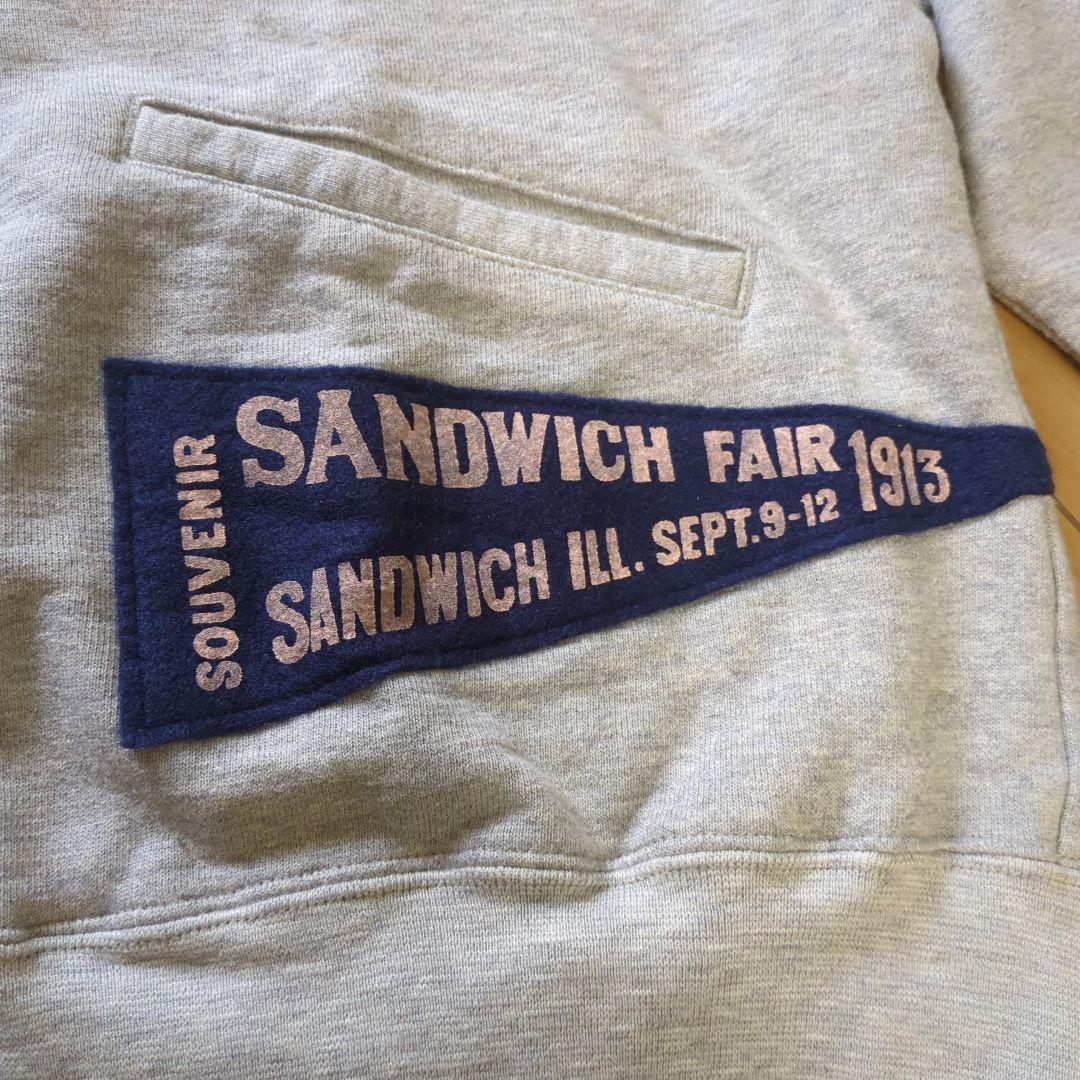 SOUVENIR
SANDWICH FAIR 1913
SANDWICH ILL. SEPT. 9-12